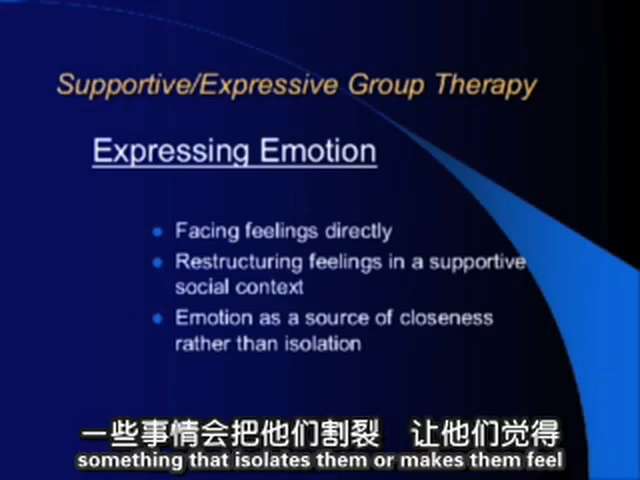 Supportive/Expressive Group Therapy
Expressing Emotion
Facing feelings directly
Restructuring feelings in a supportive
social context
Emotion as a source of closeness
rather than isolation
一些事情会把他们割裂 让他们觉得
something that isolates them or makes them feel